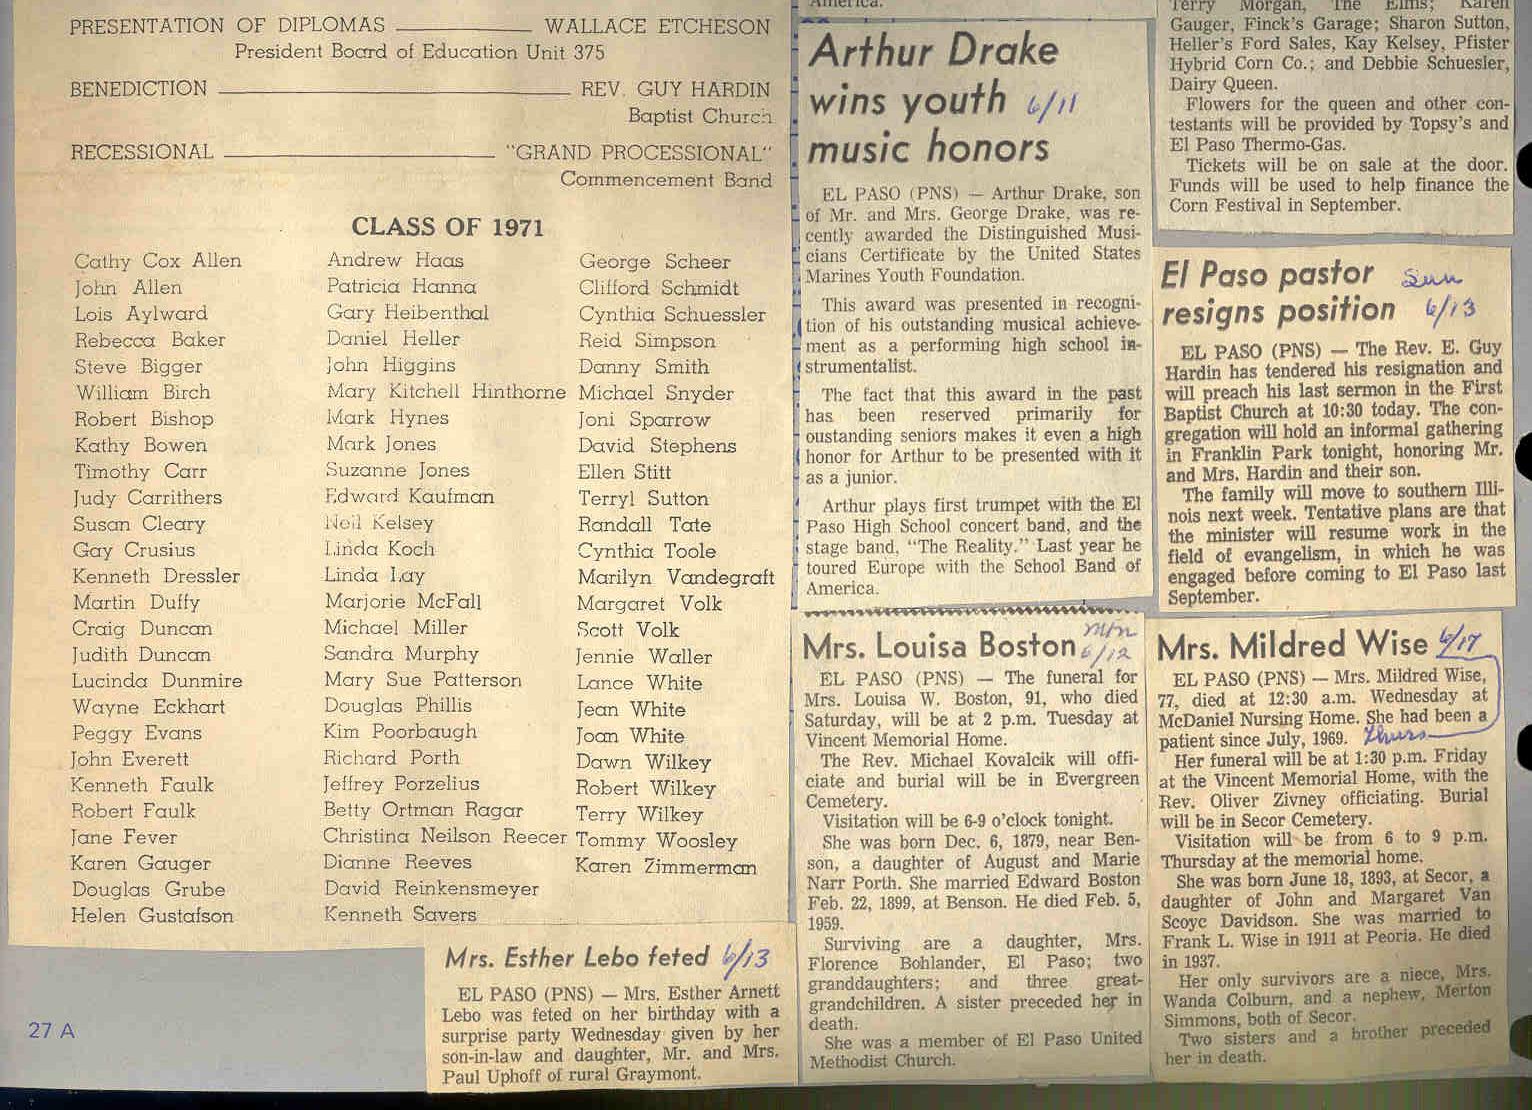 PRESENTATION OF DIPLOMAS WALLACE ETCHESON
President Board of Education Unit 375
BENEDICTION REV. GUY HARDIN
Baptist Church
RECESSIONAL "GRAND PROCESSIONAL"
Commencement Band
CLASS OF 1971
Cathy Cox Allen
John Allen
Lois Aylward
Rebecca Baker
Steve Bigger
William Birch
Robert Bishop
Kathy Bowen
Timothy Carr
Judy Carrithers
Susan Cleary
Gay Crusius
Kenneth Dressler
Martin Duffy
Craig Duncan
Judith Duncan
Lucinda Dunmire
Wayne Eckhart
Peggy Evans
John Everett
Kenneth Faulk
Robert Faulk
Jane Fever
Karen Gauger
Douglas Grube
Helen Gustafson
Andrew Haas
Patricia Hanna
Gary Heibenthal
Daniel Heller
John Higgins
Mary Kitchell Hinthorne
Mark Hynes
Mark Jones
Suzanne Jones
Edward Kaufman
Neil Kelsey
Linda Koch
Linda Lay
Marjorie McFall
Michael Miller
Sandra Murphy
Mary Sue Patterson
Douglas Phillis
Kim Poorbaugh
Richard Porth
Jeffrey Porzelius
Betty Ortman Ragar
Christina Neilson Reecer
Dianne Reeves
David Reinkensmeyer
Kenneth Savers
George Scheer
Clifford Schmidt
Cynthia Schuessler
Reid Simpson
Danny Smith
Michael Snyder
Joni Sparrow
David Stephens
Ellen Stitt
Terryl Sutton
Randall Tate
Cynthia Toole
Marilyn Vandegraft
Margaret Volk
Scott Volk
Jennie Waller
Lance White
Jean White
Joan White
Dawn Wilkey
Robert Wilkey
Terry Wilkey
Tommy Woosley
Karen Zimmerman
27 A
Mrs. Esther Lebo feted 6/13
EL PASO (PNS) — Mrs. Esther Arnett
Lebo was feted on her birthday with a
surprise party Wednesday given by her
son-in-law and daughter, Mr. and Mrs.
Paul Uphoff of rural Graymont.
America.
Arthur Drake
wins youth 6/11
music honors
EL PASO (PNS) — Arthur Drake, son
of Mr. and Mrs. George Drake, was re-
cently awarded the Distinguished Musi-
cians Certificate by the United States
Marines Youth Foundation.
This award was presented in recogni-
tion of his outstanding musical achieve-
ment as a performing high school in-
strumentalist.
The fact that this award in the past
has been reserved primarily for
oustanding seniors makes it even a high
honor for Arthur to be presented with it
as a junior.
Arthur plays first trumpet with the El
Paso High School concert band, and the
stage band, "The Reality." Last year he
toured Europe with the School Band of
America.
Mrs. Louisa Boston 6/12
EL PASO (PNS) — The funeral for
Mrs. Louisa W. Boston, 91, who died
Saturday, will be at 2 p.m. Tuesday at
Vincent Memorial Home.
The Rev. Michael Kovalcik will offi-
ciate and burial will be in Evergreen
Cemetery.
Visitation will be 6-9 o'clock tonight.
She was born Dec. 6, 1879, near Ben-
son, a daughter of August and Marie
Narr Porth. She married Edward Boston
Feb. 22, 1899, at Benson. He died Feb. 5,
1959.
Surviving are a daughter, Mrs.
Florence Bohlander, El Paso; two
granddaughters; and three great-
grandchildren. A sister preceded her in
death.
She was a member of El Paso United
Methodist Church.
Terry Morgan, The Elms; Karen
Gauger, Finck's Garage; Sharon Sutton,
Heller's Ford Sales, Kay Kelsey, Pfister
Hybrid Corn Co.; and Debbie Schuesler,
Dairy Queen.
Flowers for the queen and other con-
testants will be provided by Topsy's and
El Paso Thermo-Gas.
Tickets will be on sale at the door.
Funds will be used to help finance the
Corn Festival in September.
El Paso pastor Sun
resigns position 6/13
EL PASO (PNS) — The Rev. E. Guy
Hardin has tendered his resignation and
will preach his last sermon in the First
Baptist Church at 10:30 today. The con-
gregation will hold an informal gathering
in Franklin Park tonight, honoring Mr.
and Mrs. Hardin and their son.
The family will move to southern Illi-
nois next week. Tentative plans are that
the minister will resume work in the
field of evangelism, in which he was
engaged before coming to El Paso last
September.
Mrs. Mildred Wise 6/17
EL PASO (PNS) — Mrs. Mildred Wise,
77, died at 12:30 a.m. Wednesday at
McDaniel Nursing Home. She had been a
patient since July, 1969. Thurs
Her funeral will be at 1:30 p.m. Friday
at the Vincent Memorial Home, with the
Rev. Oliver Zivney officiating. Burial
will be in Secor Cemetery.
Visitation will be from 6 to 9 p.m.
Thursday at the memorial home.
She was born June 18, 1893, at Secor, a
daughter of John and Margaret Van
Scoyc Davidson. She was married to
Frank L. Wise in 1911 at Peoria. He died
in 1937.
Her only survivors are a niece, Mrs.
Wanda Colburn, and a nephew, Merton
Simmons, both of Secor.
Two sisters and a brother preceded
her in death.